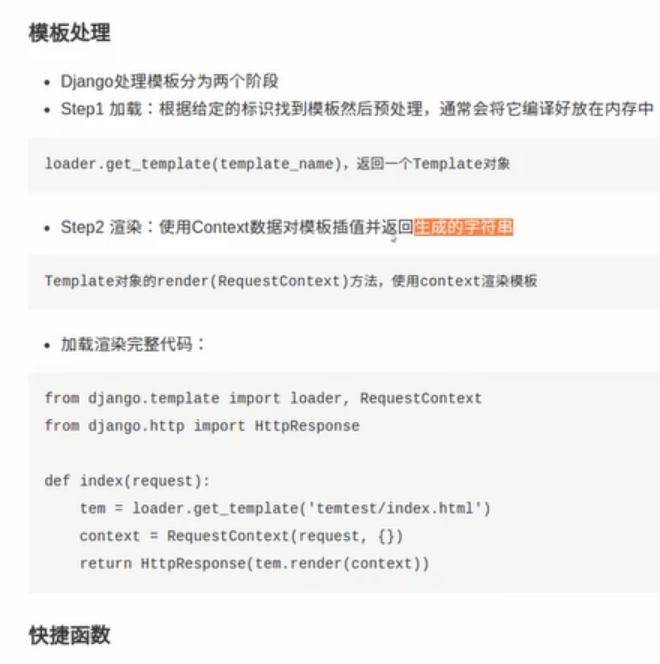 模板处理
Django处理模板分为两个阶段
Step1 加载：根据给定的标识找到模板然后预处理，通常会将它编译好放在内存中
loader.get_template(template_name)，返回一个Template对象
Step2 渲染：使用Context数据对模板插值并返回生成的字符串
Template对象的render(RequestContext)方法，使用context渲染模板
加载渲染完整代码：
from django.template import loader, RequestContext
from django.http import HttpResponse
def index(request):
    tem = loader.get_template('temtest/index.html')
    context = RequestContext(request, {})
    return HttpResponse(tem.render(context))
快捷函数